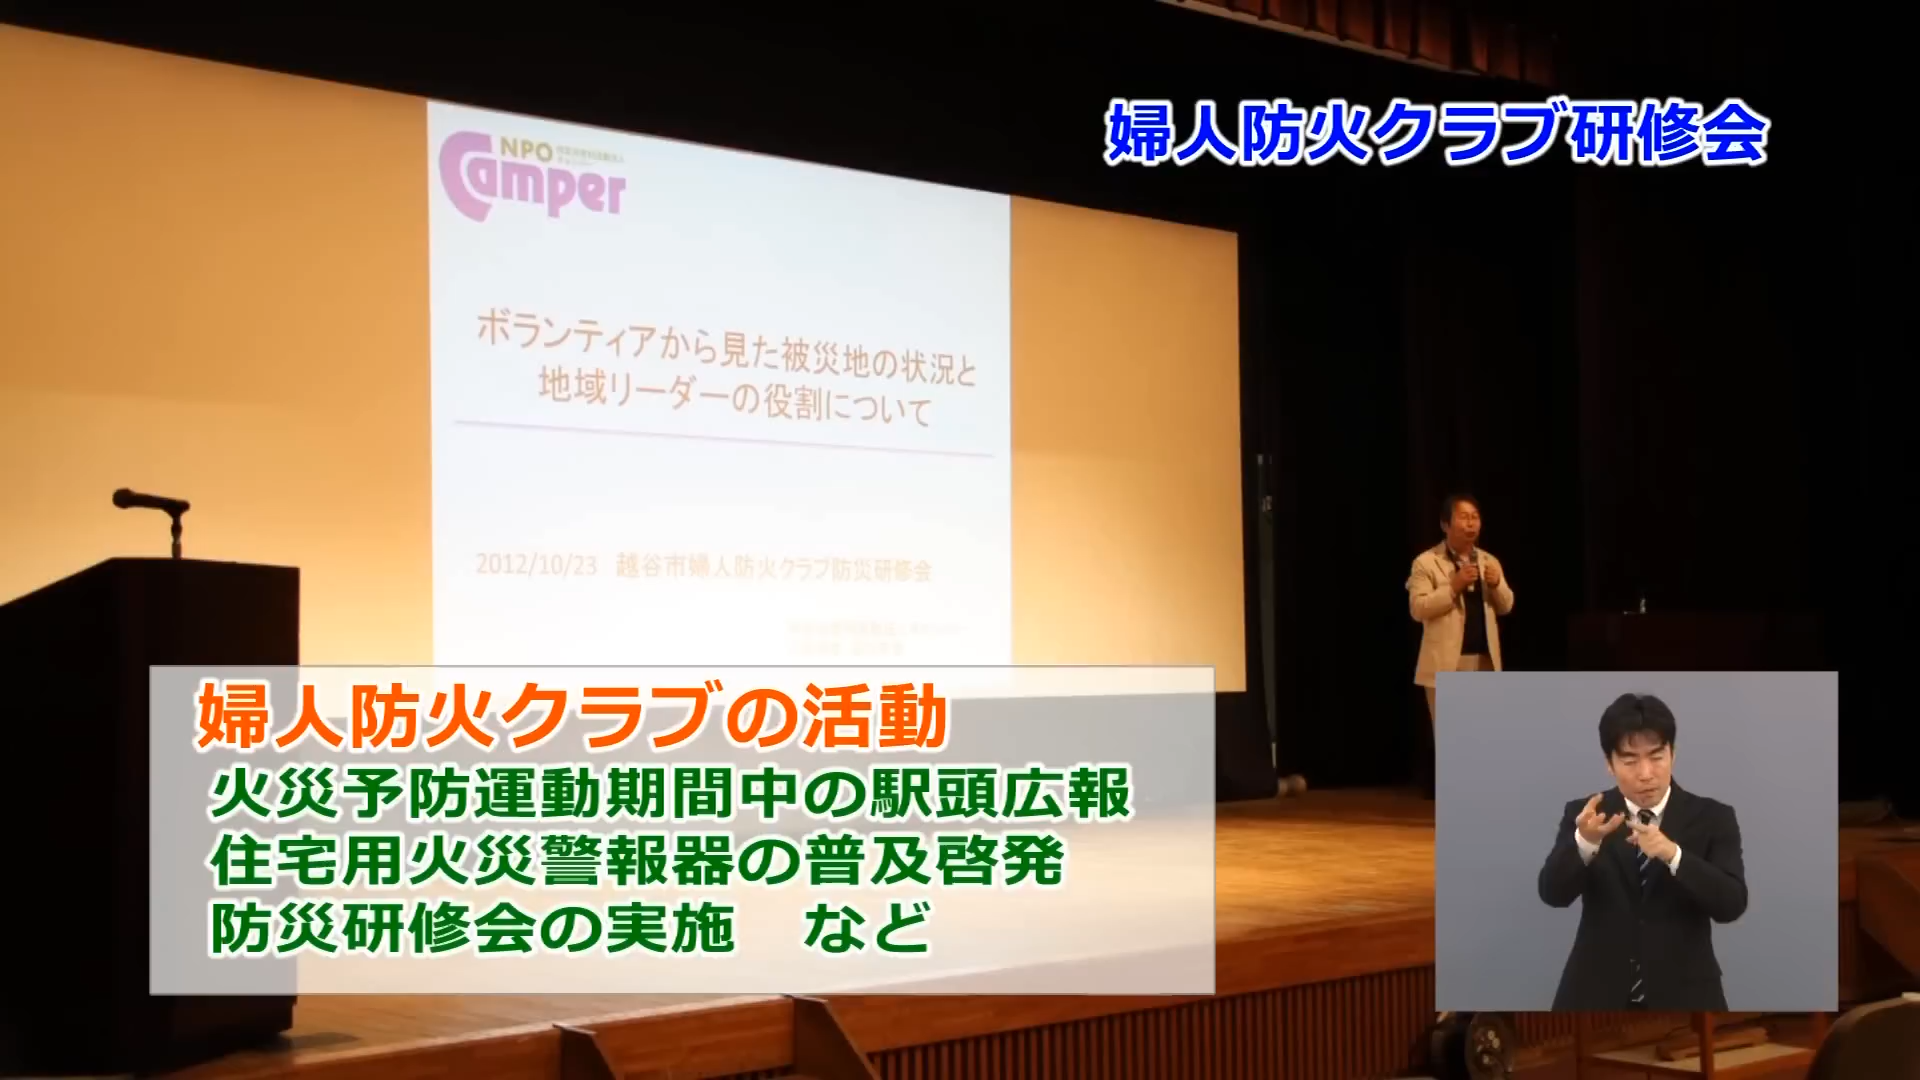 婦人防火クラブ研修会
NPO
Camper
ボランティアから見た被災地の状況と
地域リーダーの役割について
2012/10/23 越谷市婦人防火クラブ防災研修会
婦人防火クラブの活動
火災予防運動期間中の駅頭広報
住宅用火災警報器の普及啓発
防災研修会の実施　など